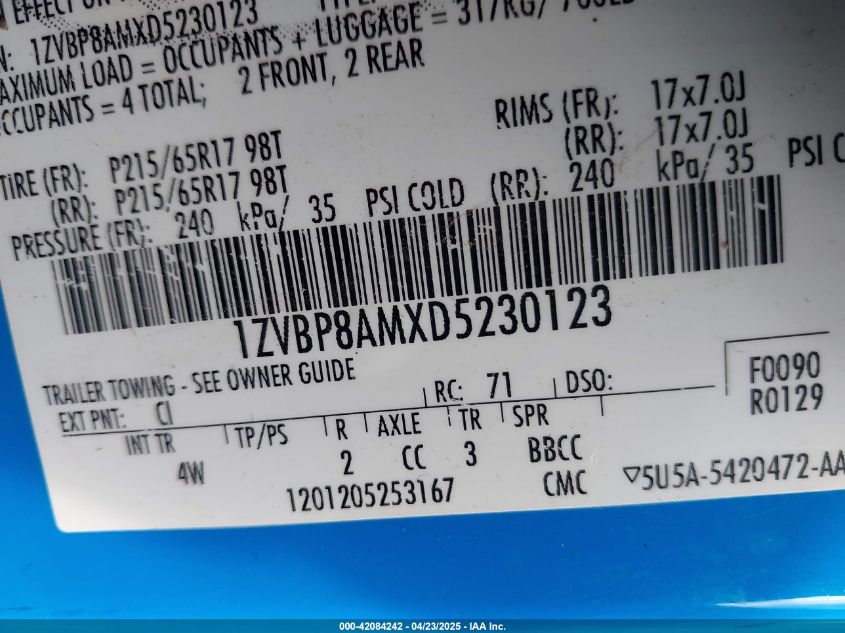 EFFECT ON
N: 1ZVBP8AMXD5230123
MAXIMUM LOAD = OCCUPANTS + LUGGAGE = 317KG/
OCCUPANTS = 4 TOTAL; 2 FRONT, 2 REAR
TIRE (FR): P215/65R17 98T RIMS (FR): 17x7.0J
(RR): P215/65R17 98T (RR): 17x7.0J
PRESSURE (FR): 240 kPa/ 35 PSI COLD (RR): 240 kPa/ 35 PSI C
1ZVBP8AMXD5230123
TRAILER TOWING - SEE OWNER GUIDE
EXT PNT: CI RC: 71 DSO: F0090
INT TR TP/PS R AXLE TR SPR R0129
4W 2 CC 3 BBCC
1201205253167 CMC ▽5U5A-5420472-AA
000-42084242 - 04/23/2025 - IAA Inc.